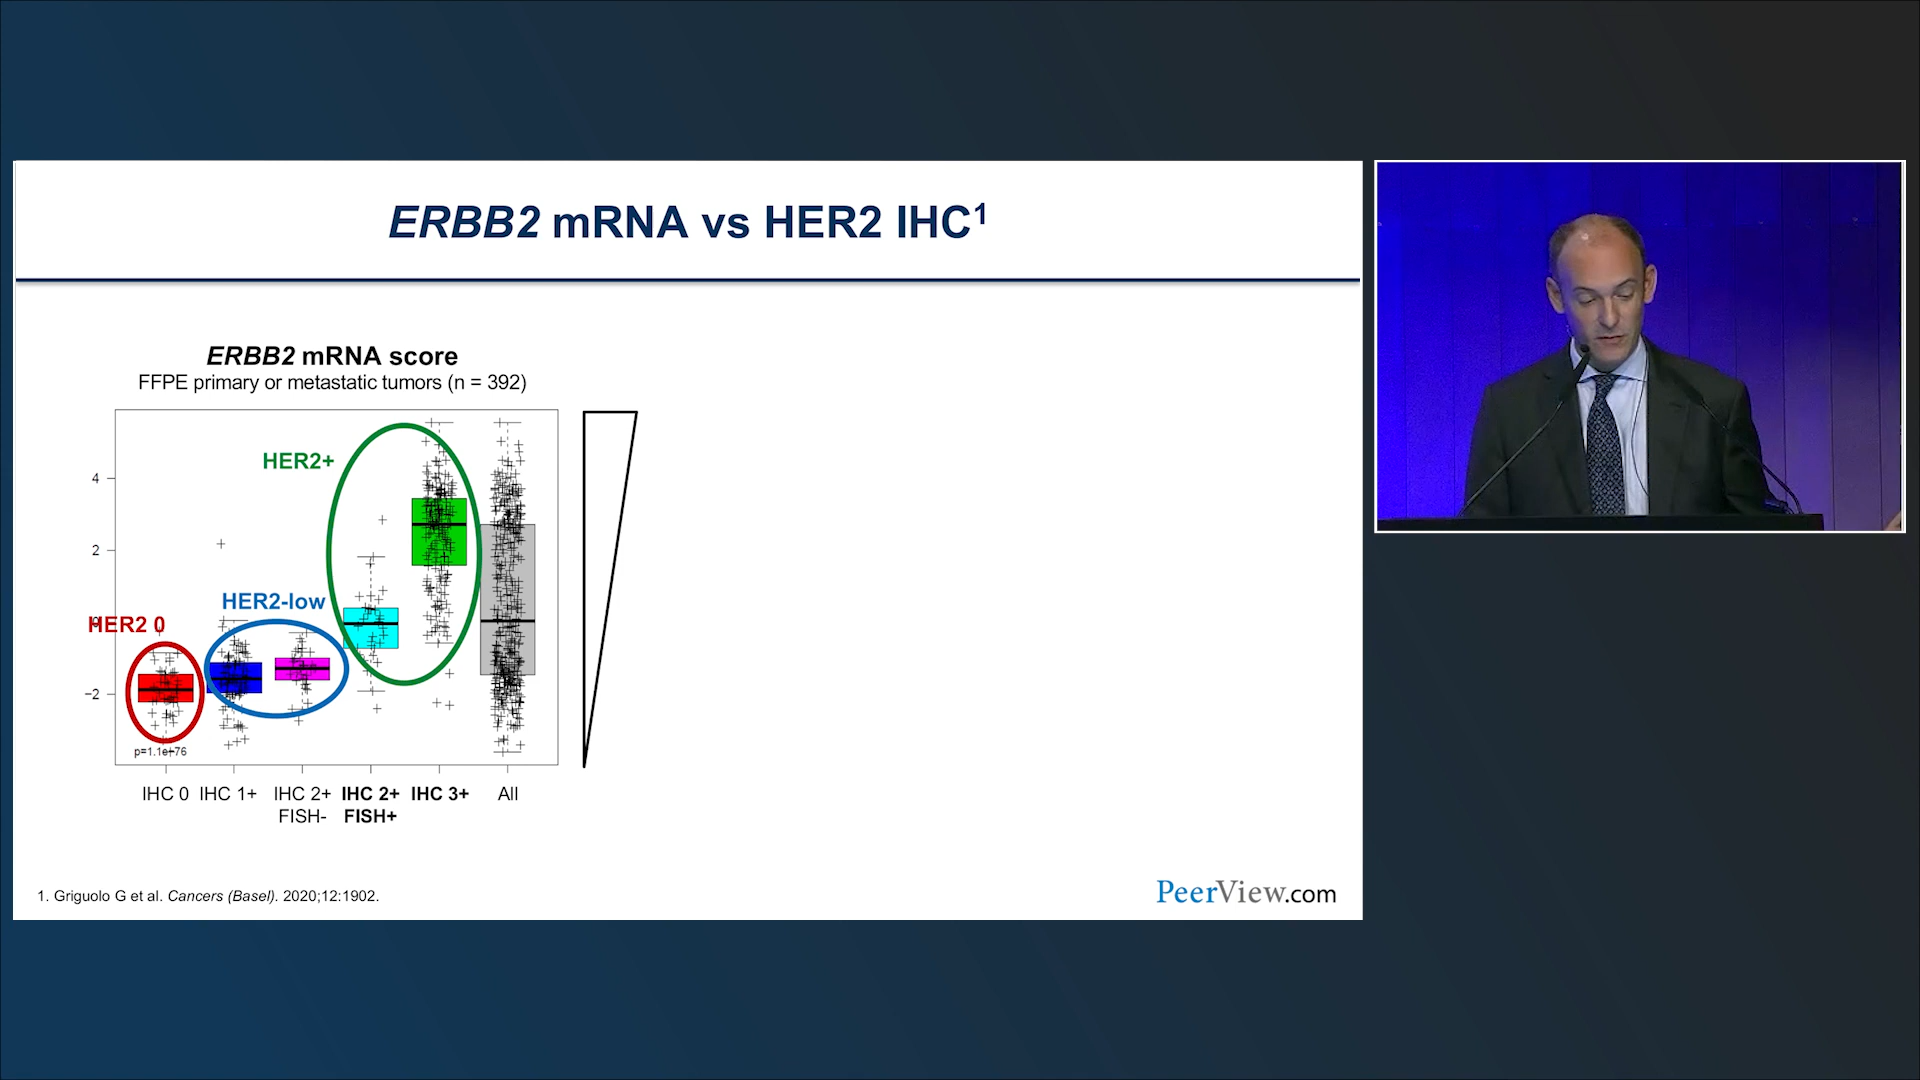 ERBB2 mRNA vs HER2 IHC1
ERBB2 mRNA score
FFPE primary or metastatic tumors (n = 392)
HER2+
4
2
HER2-low
HER2 0
0
−2
p=1.1e−76
IHC 0 IHC 1+ IHC 2+ IHC 2+ IHC 3+ All
FISH- FISH+
1. Griguolo G et al. Cancers (Basel). 2020;12:1902.
PeerView.com